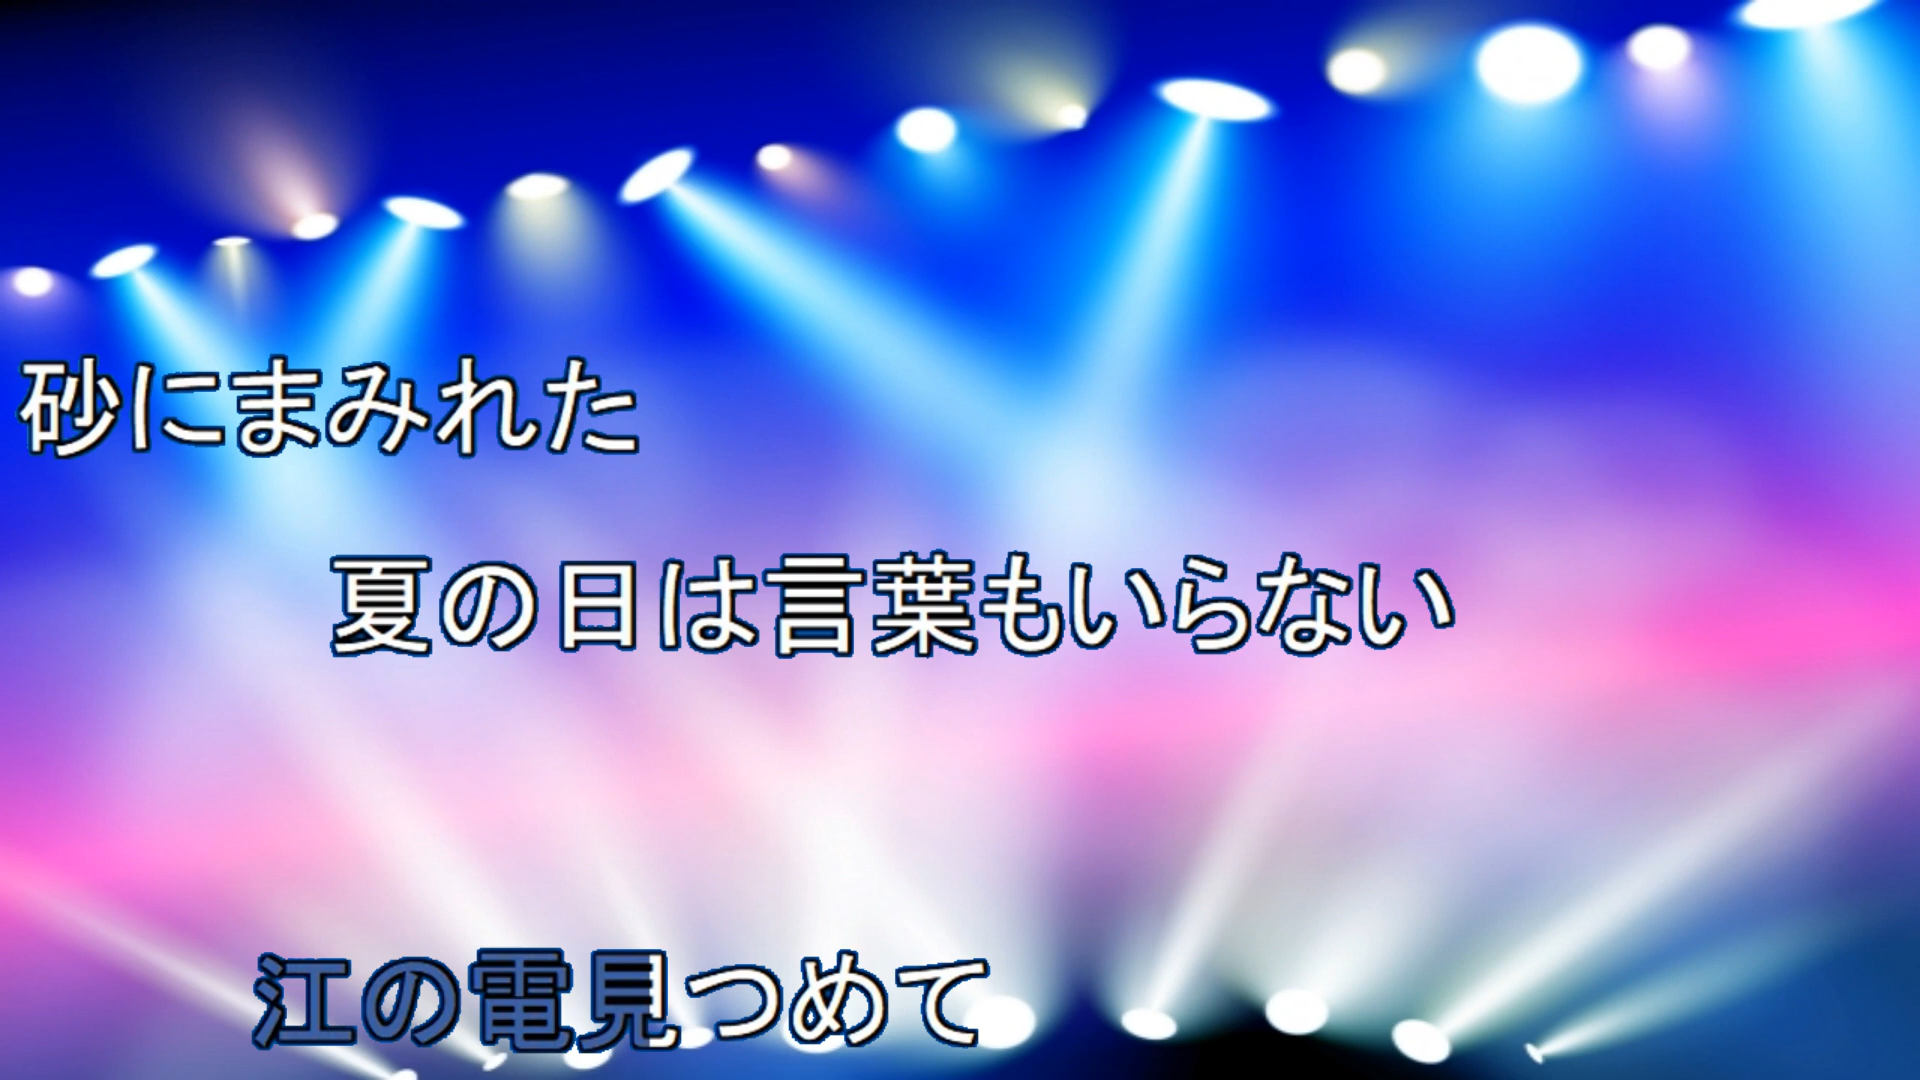 砂にまみれた
夏の日は言葉もいらない
江の電見つめて